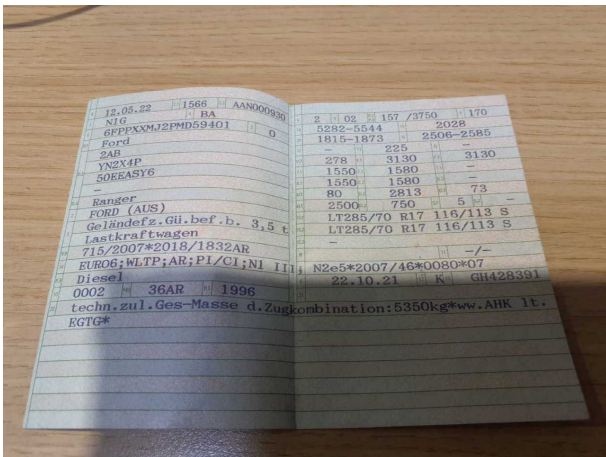 12.05.22 1566 AAN000930
NIG BA
6FPPXXMJ2PMD59401 0
Ford
2AB
YN2X4P
50EEASY6
–
Ranger
FORD (AUS)
Geländefz.Gü.bef.b. 3,5 t
Lastkraftwagen
715/2007*2018/1832AR
EURO6;WLTP;AR;PI/CI;N1 III
Diesel
0002 36AR 1996
2 02 157 /3750 170
5282–5544 2028
1815–1873 2506–2585
– 225 –
278 3130 3130
1550 1580 –
1550 1580 –
80 2813 73
2500 750 5 –
LT285/70 R17 116/113 S
LT285/70 R17 116/113 S
–
–/–
N2e5*2007/46*0080*07
22.10.21 K GH428391
techn.zul.Ges-Masse d.Zugkombination:5350kg*ww.AHK lt.
EGTG*